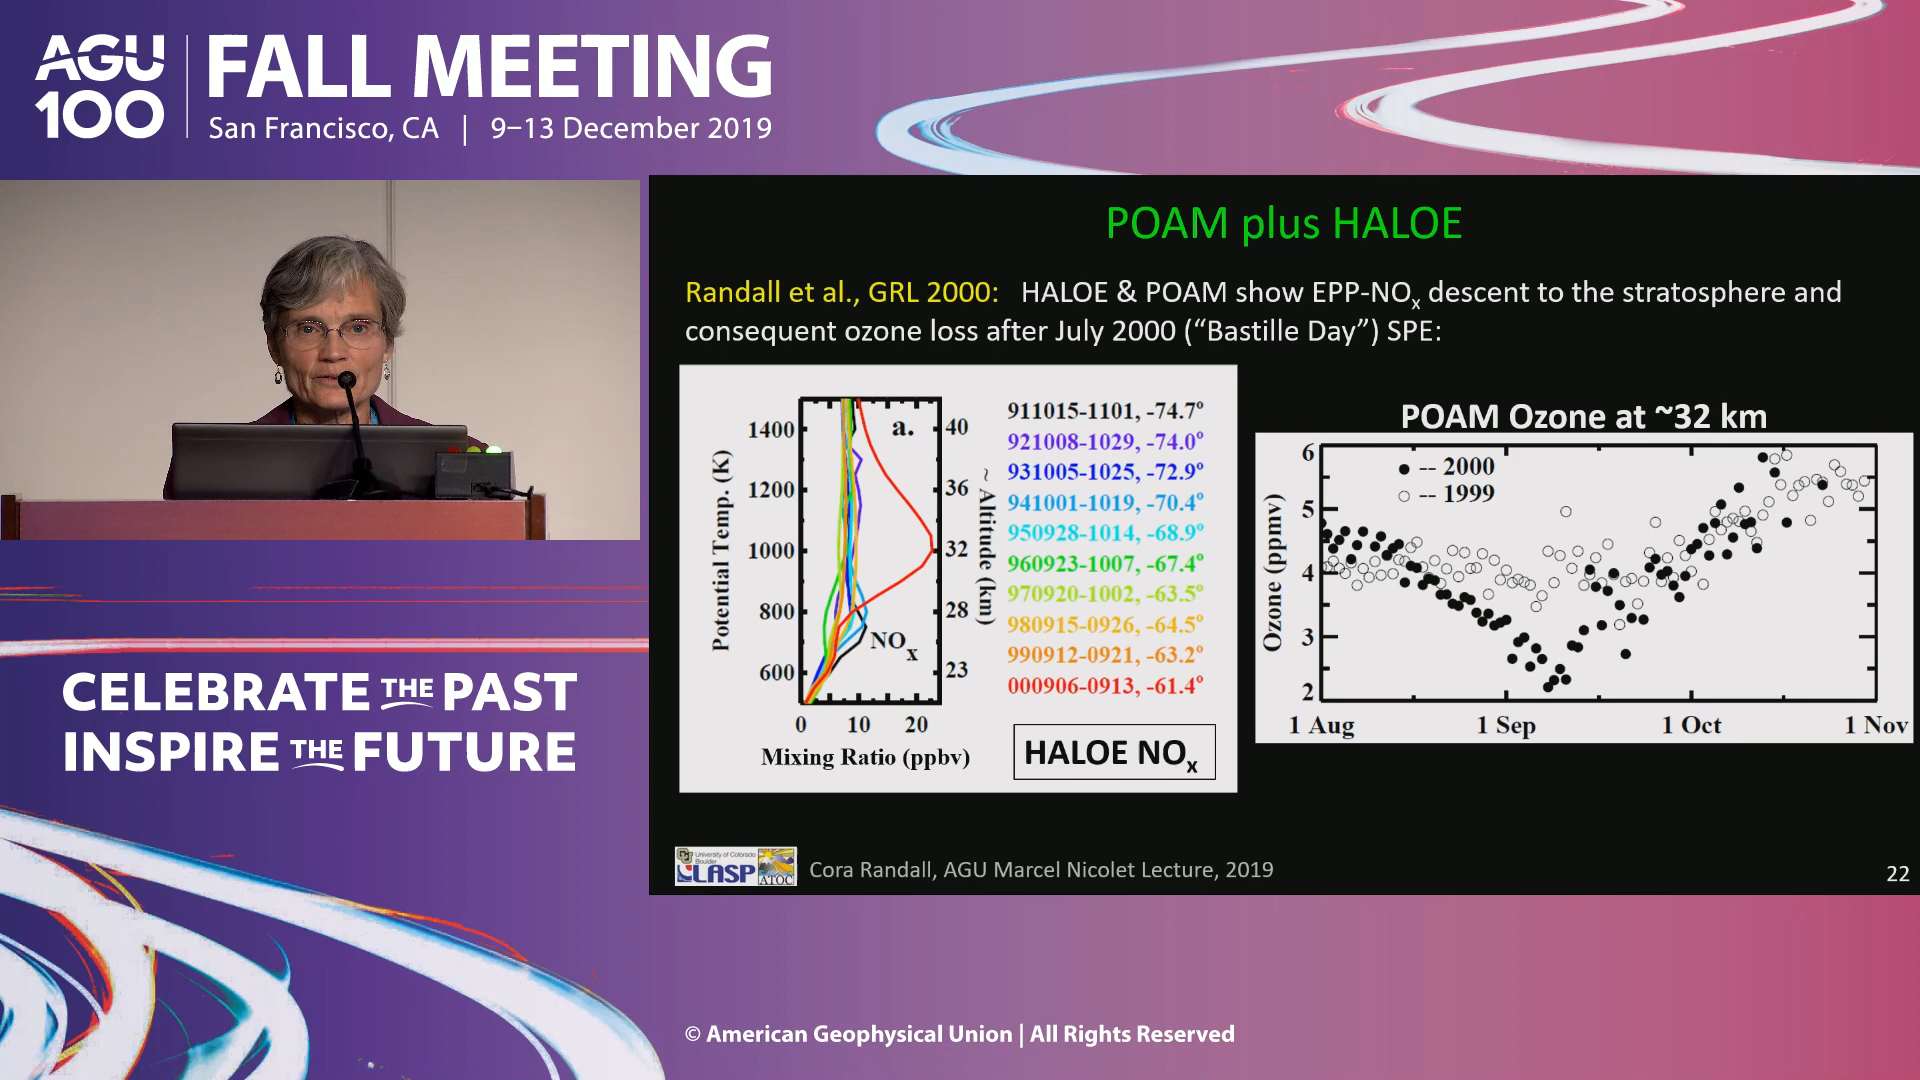 AGU
100
FALL MEETING
San Francisco, CA | 9–13 December 2019
POAM plus HALOE
Randall et al., GRL 2000: HALOE & POAM show EPP-NOx descent to the stratosphere and
consequent ozone loss after July 2000 (“Bastille Day”) SPE:
a.
Potential Temp. (K)
1400
1200
1000
800
600
40
36
32
28
23
~ Altitude (km)
NOx
0 10 20
Mixing Ratio (ppbv)
911015-1101, -74.7°
921008-1029, -74.0°
931005-1025, -72.9°
941001-1019, -70.4°
950928-1014, -68.9°
960923-1007, -67.4°
970920-1002, -63.5°
980915-0926, -64.5°
990912-0921, -63.2°
000906-0913, -61.4°
HALOE NOx
POAM Ozone at ~32 km
-- 2000
-- 1999
Ozone (ppmv)
6
5
4
3
2
1 Aug 1 Sep 1 Oct 1 Nov
University of Colorado
Boulder
LASP
ATOC
Cora Randall, AGU Marcel Nicolet Lecture, 2019
22
CELEBRATE THE PAST
INSPIRE THE FUTURE
© American Geophysical Union | All Rights Reserved